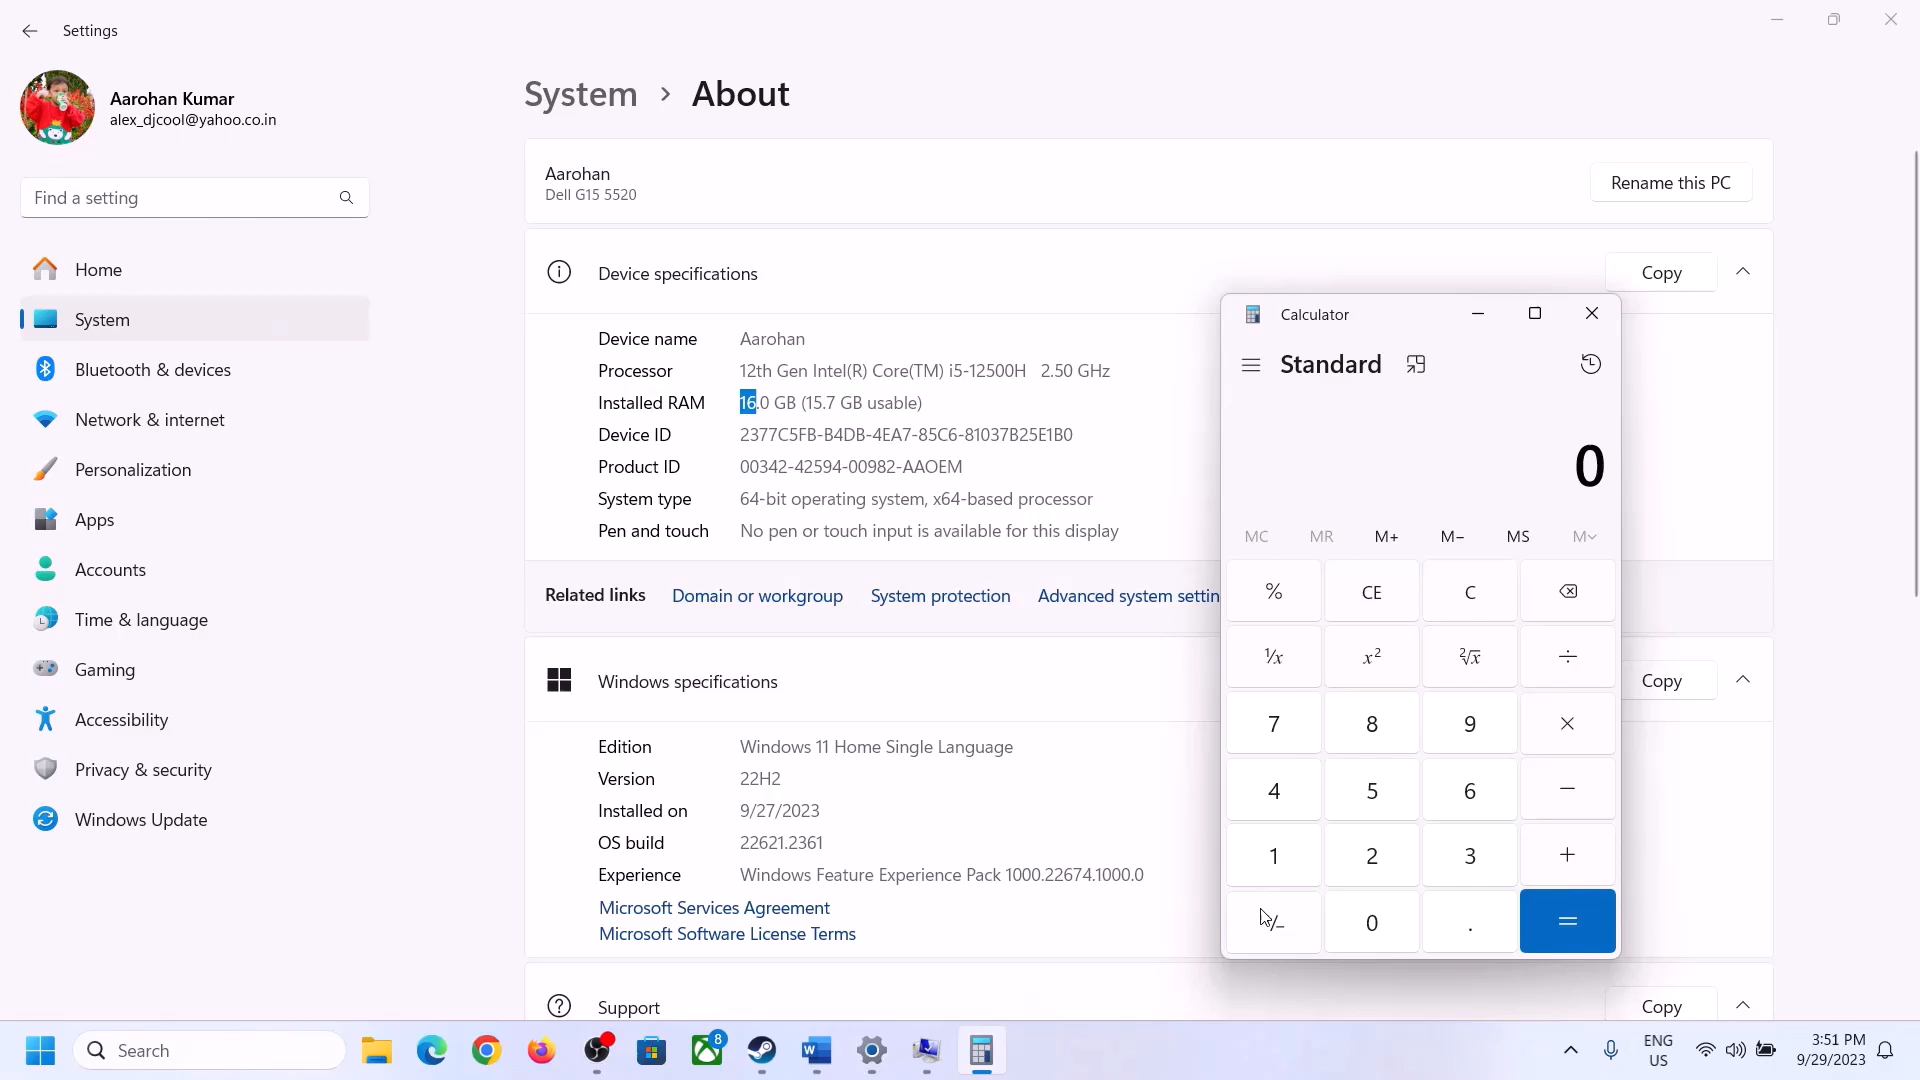 Settings
Aarohan Kumar
alex_djcool@yahoo.co.in
Find a setting
Home
System
Bluetooth & devices
Network & internet
Personalization
Apps
Accounts
Time & language
Gaming
Accessibility
Privacy & security
Windows Update
System > About
Aarohan
Dell G15 5520
Rename this PC
Device specifications
Copy
Device name Aarohan
Processor 12th Gen Intel(R) Core(TM) i5-12500H 2.50 GHz
Installed RAM 16.0 GB (15.7 GB usable)
Device ID 2377C5FB-B4DB-4EA7-85C6-81037B25E1B0
Product ID 00342-42594-00982-AAOEM
System type 64-bit operating system, x64-based processor
Pen and touch No pen or touch input is available for this display
Related links Domain or workgroup System protection Advanced system settin
Windows specifications
Copy
Edition Windows 11 Home Single Language
Version 22H2
Installed on 9/27/2023
OS build 22621.2361
Experience Windows Feature Experience Pack 1000.22674.1000.0
Microsoft Services Agreement
Microsoft Software License Terms
Support
Copy
Calculator
Standard
0
MC MR M+ M− MS M
% CE C
¹/x x² ²√x ÷
7 8 9 ×
4 5 6 −
1 2 3 +
+/− 0 . =
Search
8
W
ENG
US
3:51 PM
9/29/2023